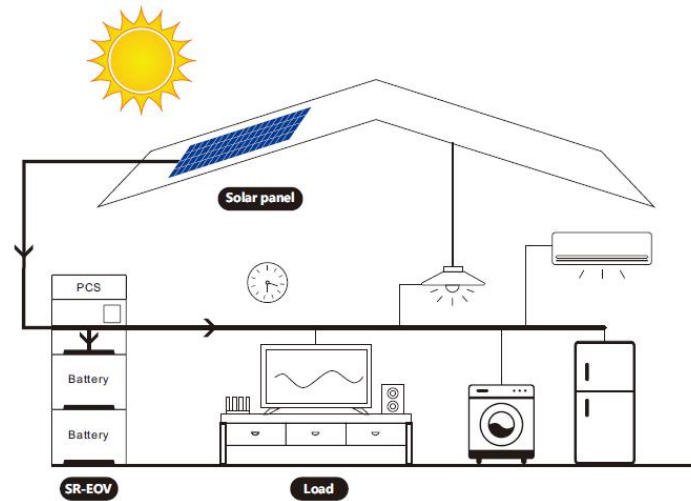 Solar panel
PCS
Battery
Battery
SR-EOV
Load